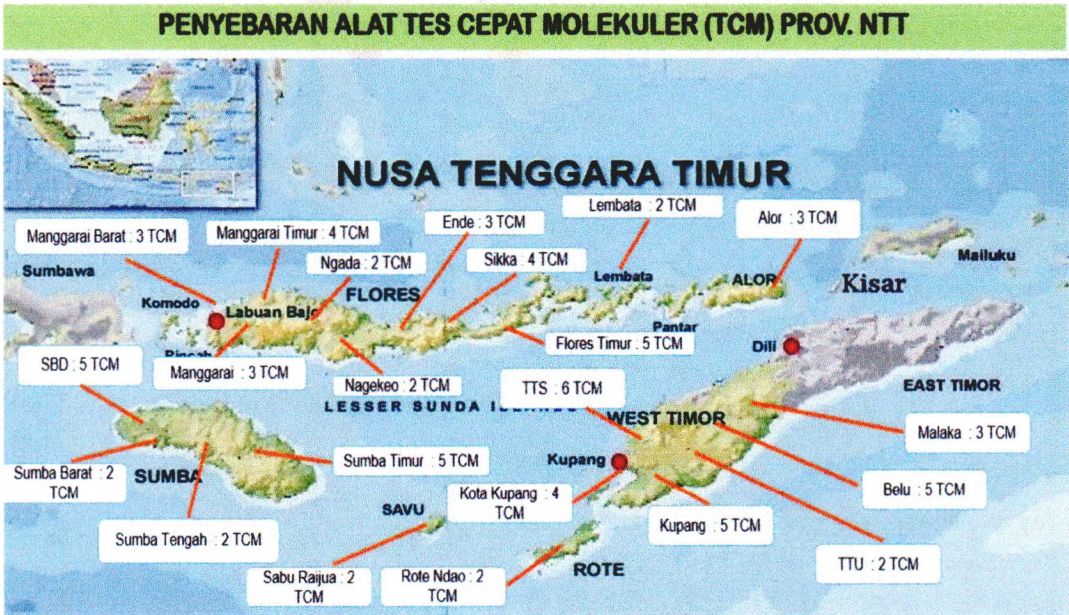 PENYEBARAN ALAT TES CEPAT MOLEKULER (TCM) PROV. NTT
NUSA TENGGARA TIMUR
Manggarai Barat : 3 TCM
Manggarai Timur : 4 TCM
Ende : 3 TCM
Lembata : 2 TCM
Alor : 3 TCM
Ngada : 2 TCM
Sikka : 4 TCM
Sumbawa
Komodo
Labuan Bajo
FLORES
Lembata
ALOR
Kisar
Mailuku
Pantar
Dili
Flores Timur : 5 TCM
SBD : 5 TCM
Manggarai : 3 TCM
Nagekeo : 2 TCM
TTS : 6 TCM
EAST TIMOR
LESSER SUNDA
WEST TIMOR
Malaka : 3 TCM
Sumba Barat : 2
TCM
SUMBA
Sumba Timur : 5 TCM
Kupang
Kota Kupang : 4
TCM
Belu : 5 TCM
SAVU
Kupang : 5 TCM
Sumba Tengah : 2 TCM
TTU : 2 TCM
Sabu Raijua : 2
TCM
Rote Ndao : 2
TCM
ROTE